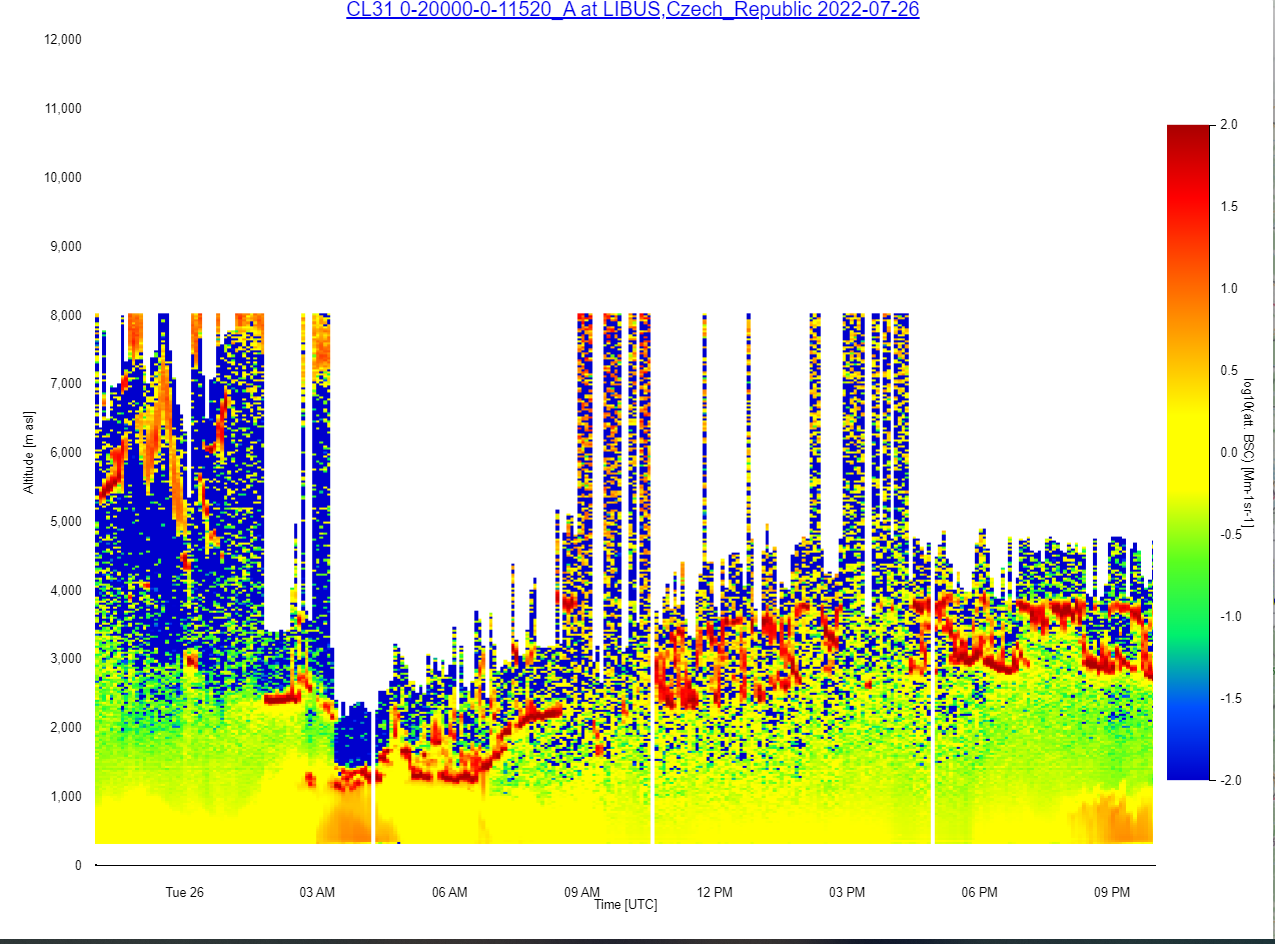 CL31 0-20000-0-11520_A at LIBUS,Czech_Republic 2022-07-26
12,000
11,000
10,000
9,000
8,000
7,000
6,000
5,000
4,000
3,000
2,000
1,000
0
Altitude [m asl]
Tue 26
03 AM
06 AM
09 AM
12 PM
03 PM
06 PM
09 PM
Time [UTC]
2.0
1.5
1.0
0.5
0.0
-0.5
-1.0
-1.5
-2.0
log10(att. BSC) [Mm-1sr-1]